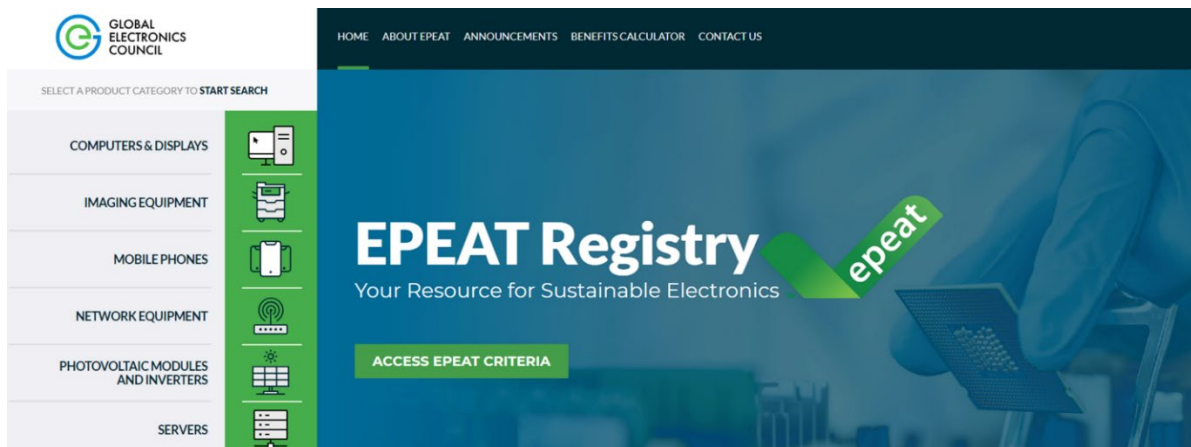 GLOBAL
ELECTRONICS
COUNCIL
HOME ABOUT EPEAT ANNOUNCEMENTS BENEFITS CALCULATOR CONTACT US
SELECT A PRODUCT CATEGORY TO START SEARCH
COMPUTERS & DISPLAYS
IMAGING EQUIPMENT
MOBILE PHONES
NETWORK EQUIPMENT
PHOTOVOLTAIC MODULES
AND INVERTERS
SERVERS
EPEAT Registry
epeat
Your Resource for Sustainable Electronics
ACCESS EPEAT CRITERIA